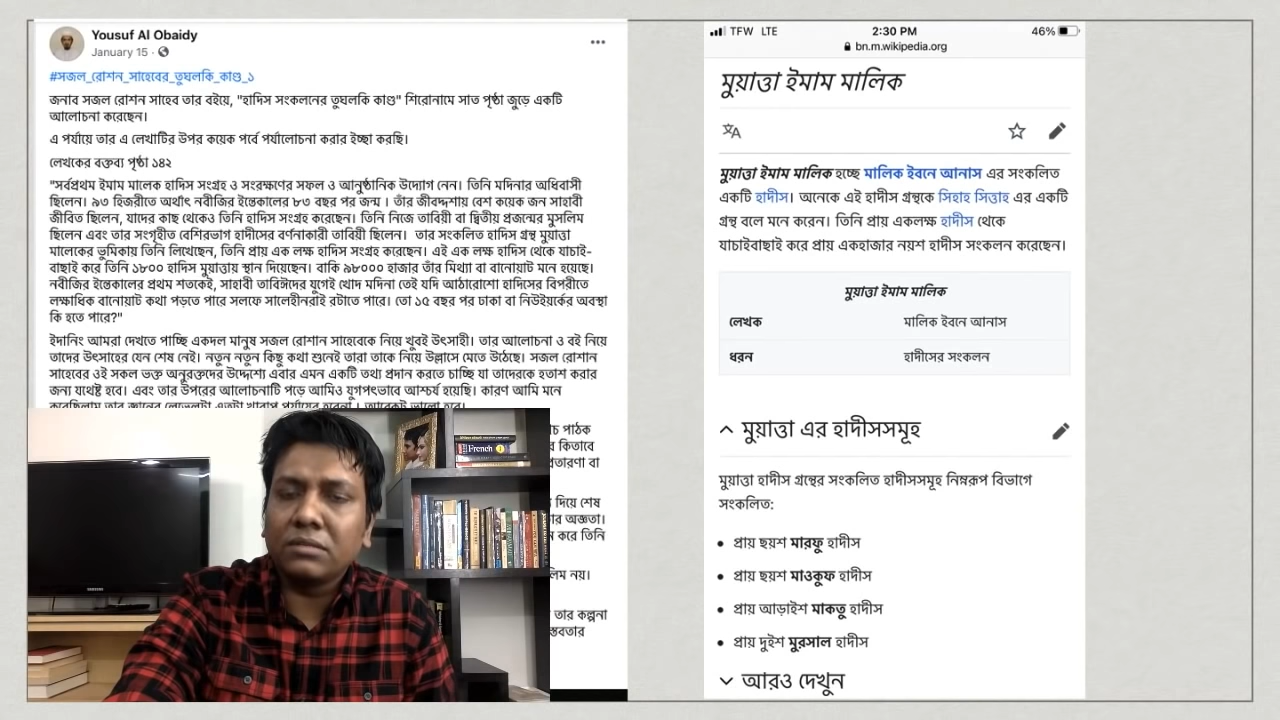 Yousuf Al Obaidy
January 15
#সজল_রোশন_সাহেবের_তুঘলকি_কাণ্ড_১
জনাব সজল রোশন সাহেব তার বইয়ে, "হাদিস সংকলনের তুঘলকি কাণ্ড" শিরোনামে সাত পৃষ্ঠা জুড়ে একটি
আলোচনা করেছেন।
এ পর্যায়ে তার এ লেখাটির উপর কয়েক পর্বে পর্যালোচনা করার ইচ্ছা করছি।
লেখকের বক্তব্য পৃষ্ঠা ১৪২
"সর্বপ্রথম ইমাম মালেক হাদিস সংগ্রহ ও সংরক্ষণের সফল ও আনুষ্ঠানিক উদ্যোগ নেন। তিনি মদিনার অধিবাসী
ছিলেন। ৯৩ হিজরীতে অর্থাৎ নবীজির ইন্তেকালের ৮৩ বছর পর জন্ম । তাঁর জীবদ্দশায় বেশ কয়েক জন সাহাবী
জীবিত ছিলেন, যাদের কাছ থেকেও তিনি হাদিস সংগ্রহ করেছেন। তিনি নিজে তাবিয়ী বা দ্বিতীয় প্রজন্মের মুসলিম
ছিলেন এবং তার সংগৃহীত বেশিরভাগ হাদীসের বর্ণনাকারী তাবিয়ী ছিলেন। তার সংকলিত হাদিস গ্রন্থ মুয়াত্তা
মালেকের ভুমিকায় তিনি লিখেছেন, তিনি প্রায় এক লক্ষ হাদিস সংগ্রহ করেছেন। এই এক লক্ষ হাদিস থেকে যাচাই-
বাছাই করে তিনি ১৮০০ হাদিস মুয়াত্তায় স্থান দিয়েছেন। বাকি ৯৮০০০ হাজার তাঁর মিথ্যা বা বানোয়াট মনে হয়েছে।
নবীজির ইন্তেকালের প্রথম শতকেই, সাহাবী তাবিঈদের যুগেই খোদ মদিনা তেই যদি আঠারোশো হাদিসের বিপরীতে
লক্ষাধিক বানোয়াট কথা পড়তে পারে সলফে সালেহীনরাই রটাতে পারে। তো ১৫ বছর পর ঢাকা বা নিউইয়র্কের অবস্থা
কি হতে পারে?"
ইদানিং আমরা দেখতে পাচ্ছি একদল মানুষ সজল রোশান সাহেবকে নিয়ে খুবই উৎসাহী। তার আলোচনা ও বই নিয়ে
তাদের উৎসাহের যেন শেষ নেই। নতুন নতুন কিছু কথা শুনেই তারা তাকে নিয়ে উল্লাসে মেতে উঠেছে। সজল রোশান
সাহেবের ওই সকল ভক্ত অনুরক্তদের উদ্দেশ্যে এবার এমন একটি তথ্য প্রদান করতে চাচ্ছি যা তাদেরকে হতাশ করার
জন্য যথেষ্ট হবে। এবং তার উপরের আলোচনাটি পড়ে আমিও যুগপৎভাবে আশ্চর্য হয়েছি। কারণ আমি মনে
পাঠক
কিতাবে
বা
দিয়ে শেষ
অজ্ঞতা।
করে তিনি
নয়।
তার কল্পনা
French
SAMSUNG
TFW LTE 2:30 PM 46%
bn.m.wikipedia.org
মুয়াত্তা ইমাম মালিক
মুয়াত্তা ইমাম মালিক হচ্ছে মালিক ইবনে আনাস এর সংকলিত
একটি হাদীস। অনেকে এই হাদীস গ্রন্থকে সিহাহ সিত্তাহ এর একটি
গ্রন্থ বলে মনে করেন। তিনি প্রায় একলক্ষ হাদীস থেকে
যাচাইবাছাই করে প্রায় একহাজার নয়শ হাদীস সংকলন করেছেন।
মুয়াত্তা ইমাম মালিক
লেখক মালিক ইবনে আনাস
ধরন হাদীসের সংকলন
মুয়াত্তা এর হাদীসসমূহ
মুয়াত্তা হাদীস গ্রন্থের সংকলিত হাদীসসমূহ নিম্নরূপ বিভাগে
সংকলিত:
• প্রায় ছয়শ মারফু হাদীস
• প্রায় ছয়শ মাওকুফ হাদীস
• প্রায় আড়াইশ মাকতু হাদীস
• প্রায় দুইশ মুরসাল হাদীস
আরও দেখুন